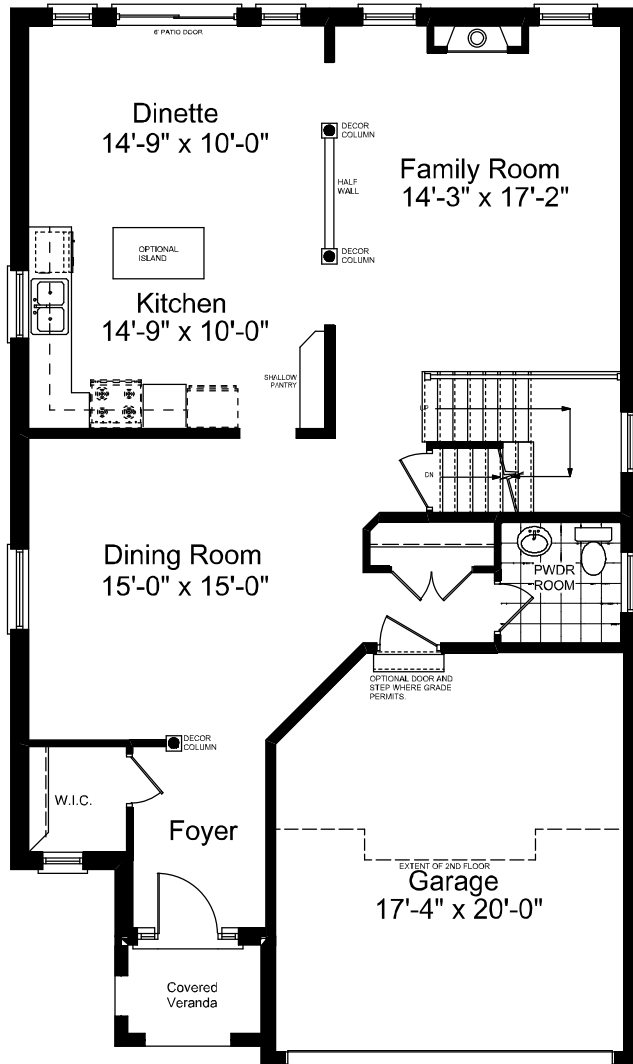 6' PATIO DOOR
Dinette
14'-9" x 10'-0"
DECOR
COLUMN
Family Room
14'-3" x 17'-2"
HALF
WALL
OPTIONAL
ISLAND
DECOR
COLUMN
Kitchen
14'-9" x 10'-0"
SHALLOW
PANTRY
UP
DN
Dining Room
15'-0" x 15'-0"
PWDR
ROOM
OPTIONAL DOOR AND
STEP WHERE GRADE
PERMITS.
DECOR
COLUMN
W.I.C.
Foyer
EXTENT OF 2ND FLOOR
Garage
17'-4" x 20'-0"
Covered
Veranda